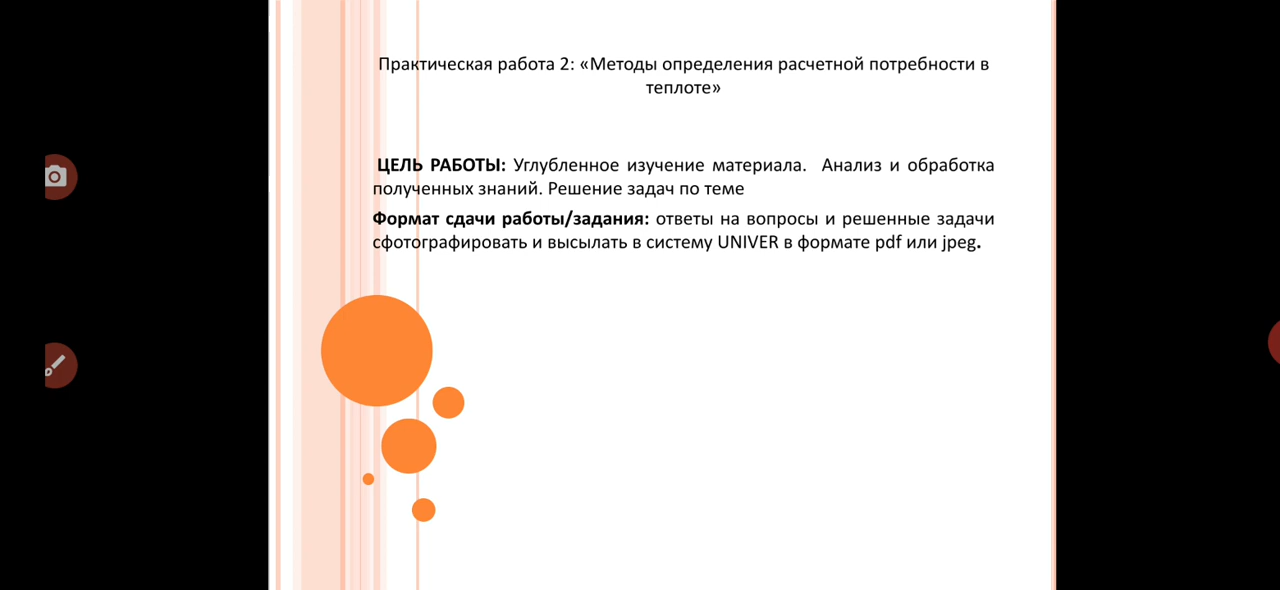 Практическая работа 2: «Методы определения расчетной потребности в
теплоте»
ЦЕЛЬ РАБОТЫ: Углубленное изучение материала. Анализ и обработка
полученных знаний. Решение задач по теме
Формат сдачи работы/задания: ответы на вопросы и решенные задачи
сфотографировать и высылать в систему UNIVER в формате pdf или jpeg.